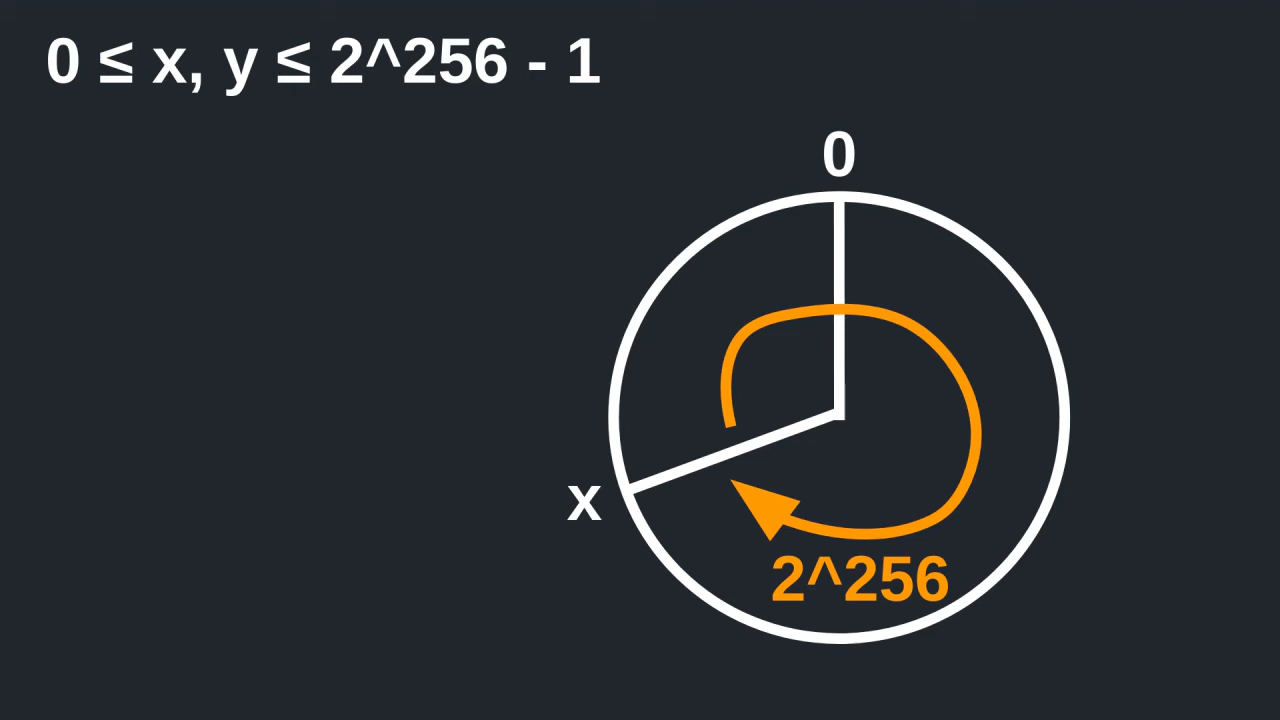 0 ≤ x, y ≤ 2^256 - 1
0
x
2^256